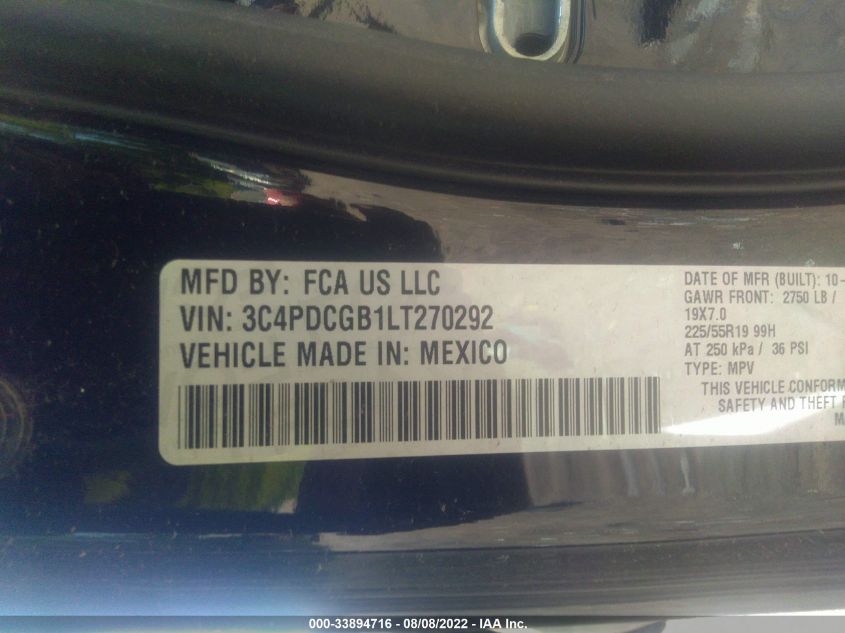 MFD BY: FCA US LLC
VIN: 3C4PDCGB1LT270292
VEHICLE MADE IN: MEXICO
DATE OF MFR (BUILT): 10-
GAWR FRONT: 2750 LB /
19X7.0
225/55R19 99H
AT 250 kPa / 36 PSI
TYPE: MPV
THIS VEHICLE CONFORM
SAFETY AND THEFT
000-33894716 - 08/08/2022 - IAA Inc.